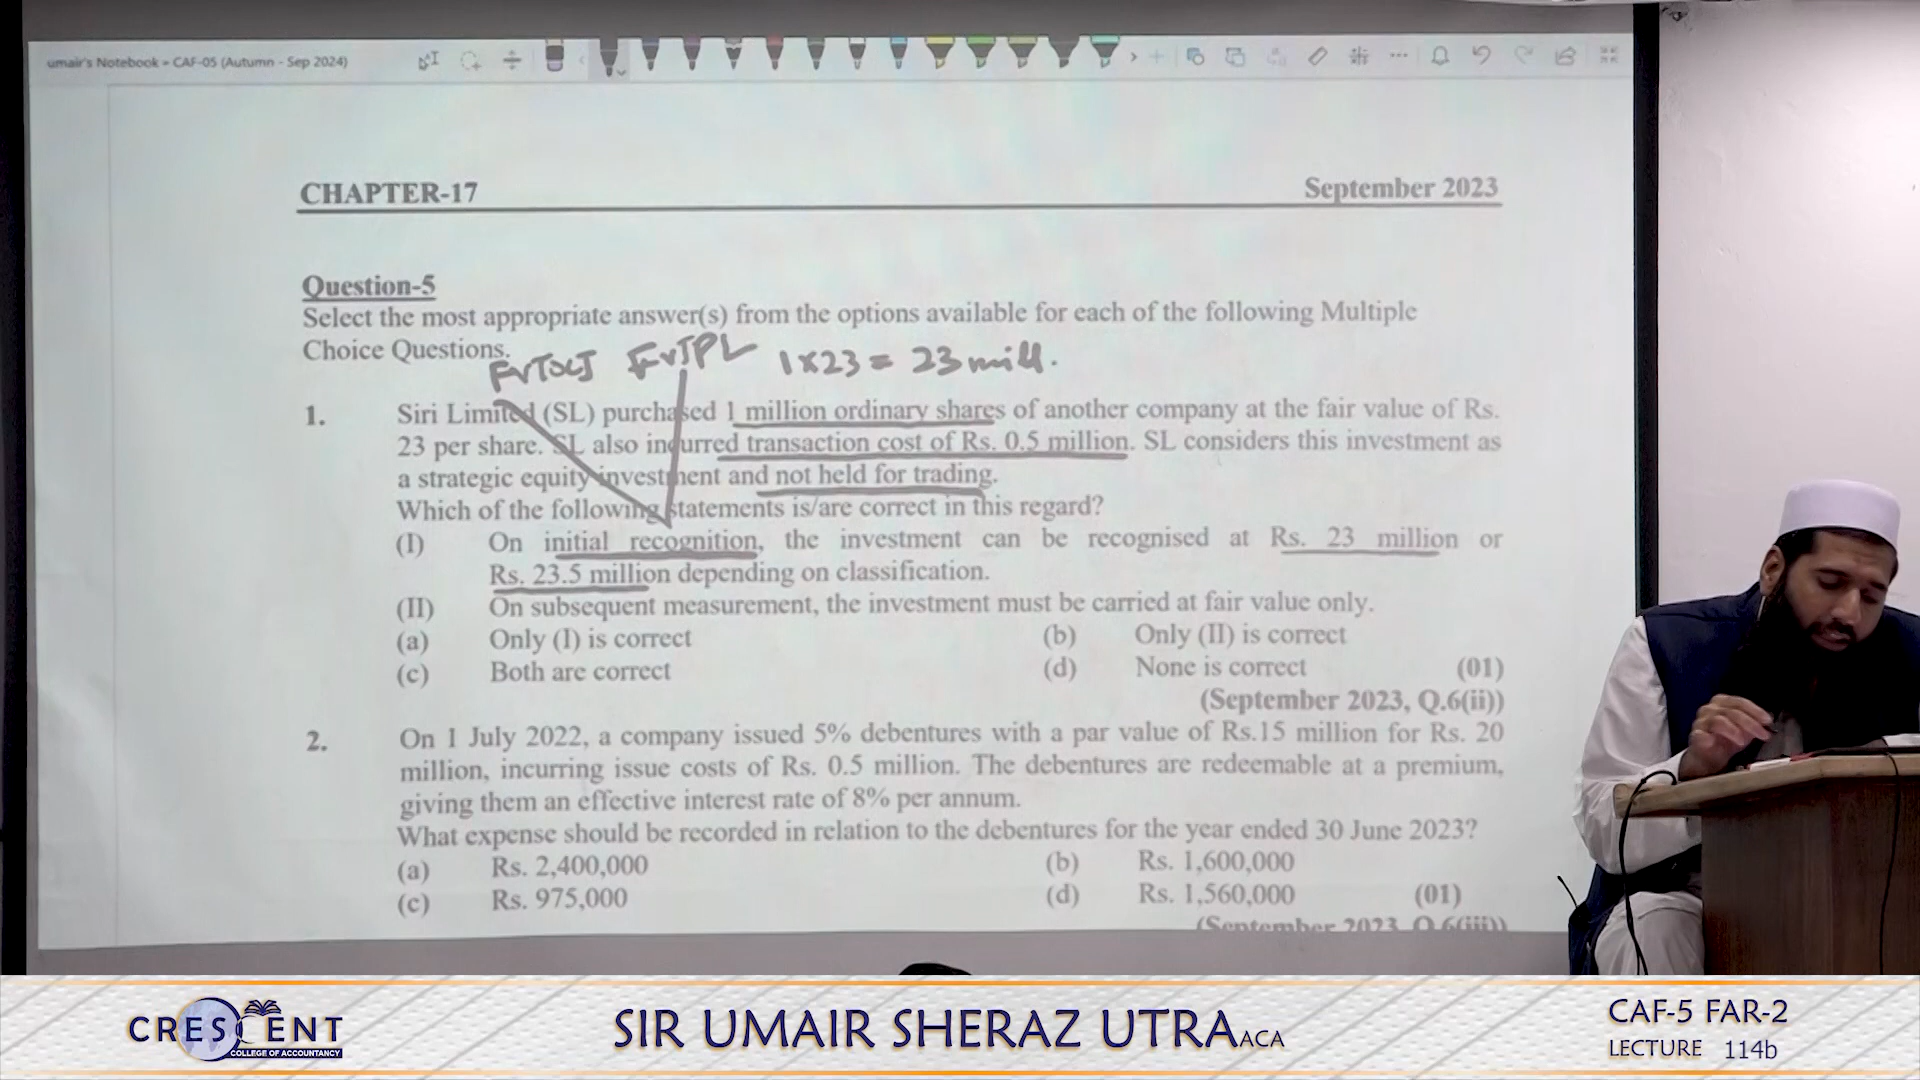 umair's Notebook » CAF-05 (Autumn - Sep 2024)
CHAPTER-17 September 2023
Question-5
Select the most appropriate answer(s) from the options available for each of the following Multiple
Choice Questions.
FVTOCI FVTPL 1 x 23 = 23 mill.
1. Siri Limited (SL) purchased 1 million ordinary shares of another company at the fair value of Rs.
23 per share. SL also incurred transaction cost of Rs. 0.5 million. SL considers this investment as
a strategic equity investment and not held for trading.
Which of the following statements is/are correct in this regard?
(I) On initial recognition, the investment can be recognised at Rs. 23 million or
Rs. 23.5 million depending on classification.
(II) On subsequent measurement, the investment must be carried at fair value only.
(a) Only (I) is correct (b) Only (II) is correct
(c) Both are correct (d) None is correct (01)
(September 2023, Q.6(ii))
2. On 1 July 2022, a company issued 5% debentures with a par value of Rs.15 million for Rs. 20
million, incurring issue costs of Rs. 0.5 million. The debentures are redeemable at a premium,
giving them an effective interest rate of 8% per annum.
What expense should be recorded in relation to the debentures for the year ended 30 June 2023?
(a) Rs. 2,400,000 (b) Rs. 1,600,000
(c) Rs. 975,000 (d) Rs. 1,560,000 (01)
(September 2023, Q.6(iii))
CRESCENT
COLLEGE OF ACCOUNTANCY
SIR UMAIR SHERAZ UTRA ACA
CAF-5 FAR-2
LECTURE 114b